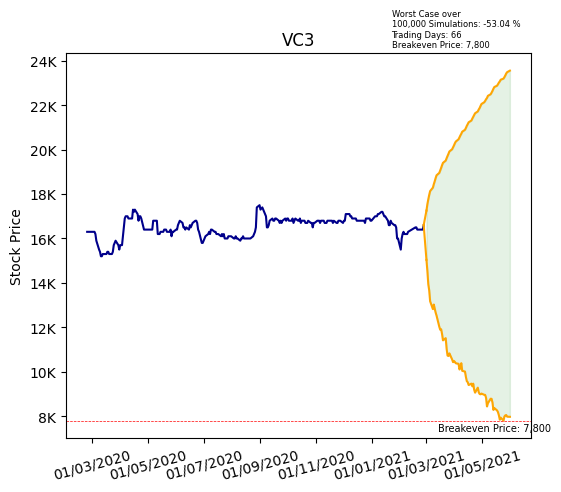 Worst Case over
100,000 Simulations: -53.04 %
Trading Days: 66
Breakeven Price: 7,800
VC3
Stock Price
24K
22K
20K
18K
16K
14K
12K
10K
8K
Breakeven Price: 7,800
01/03/2020
01/05/2020
01/07/2020
01/09/2020
01/11/2020
01/01/2021
01/03/2021
01/05/2021